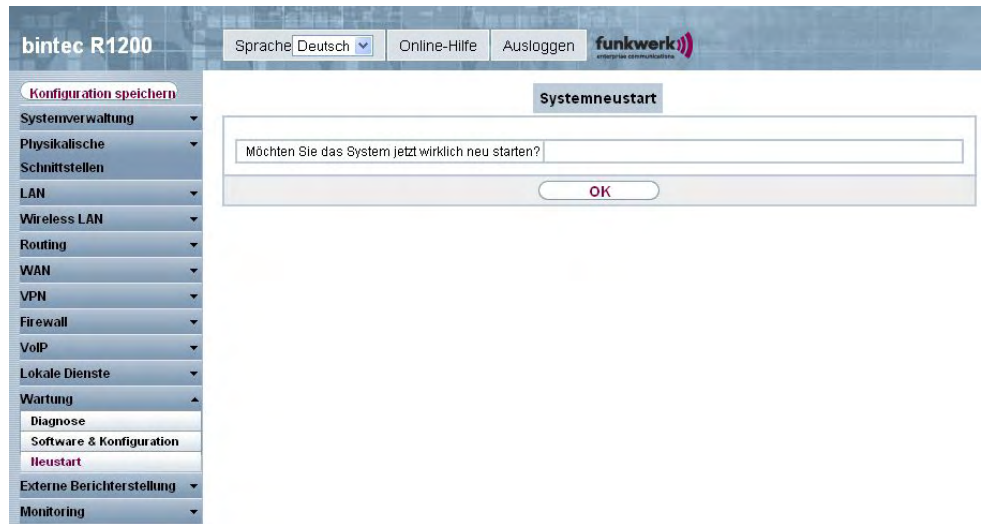 bintec R1200
Sprache Deutsch
Online-Hilfe
Ausloggen
funkwerk
enterprise communications
Konfiguration speichern
Systemverwaltung
Physikalische
Schnittstellen
LAN
Wireless LAN
Routing
WAN
VPN
Firewall
VoIP
Lokale Dienste
Wartung
Diagnose
Software & Konfiguration
Neustart
Externe Berichterstellung
Monitoring
Systemneustart
Möchten Sie das System jetzt wirklich neu starten?
OK